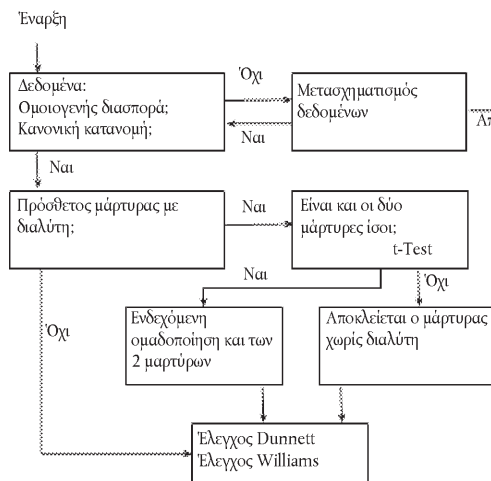 Έναρξη
Δεδομένα:
Ομοιογενής διασπορά;
Κανονική κατανομή;
Όχι
Ναι
Μετασχηματισμός
δεδομένων
Απ
Ναι
Πρόσθετος μάρτυρας με
διαλύτη;
Ναι
Είναι και οι δύο
μάρτυρες ίσοι;
t-Test
Ναι
Όχι
Όχι
Ενδεχόμενη
ομαδοποίηση και των
2 μαρτύρων
Αποκλείεται ο μάρτυρας
χωρίς διαλύτη
Έλεγχος Dunnett
Έλεγχος Williams